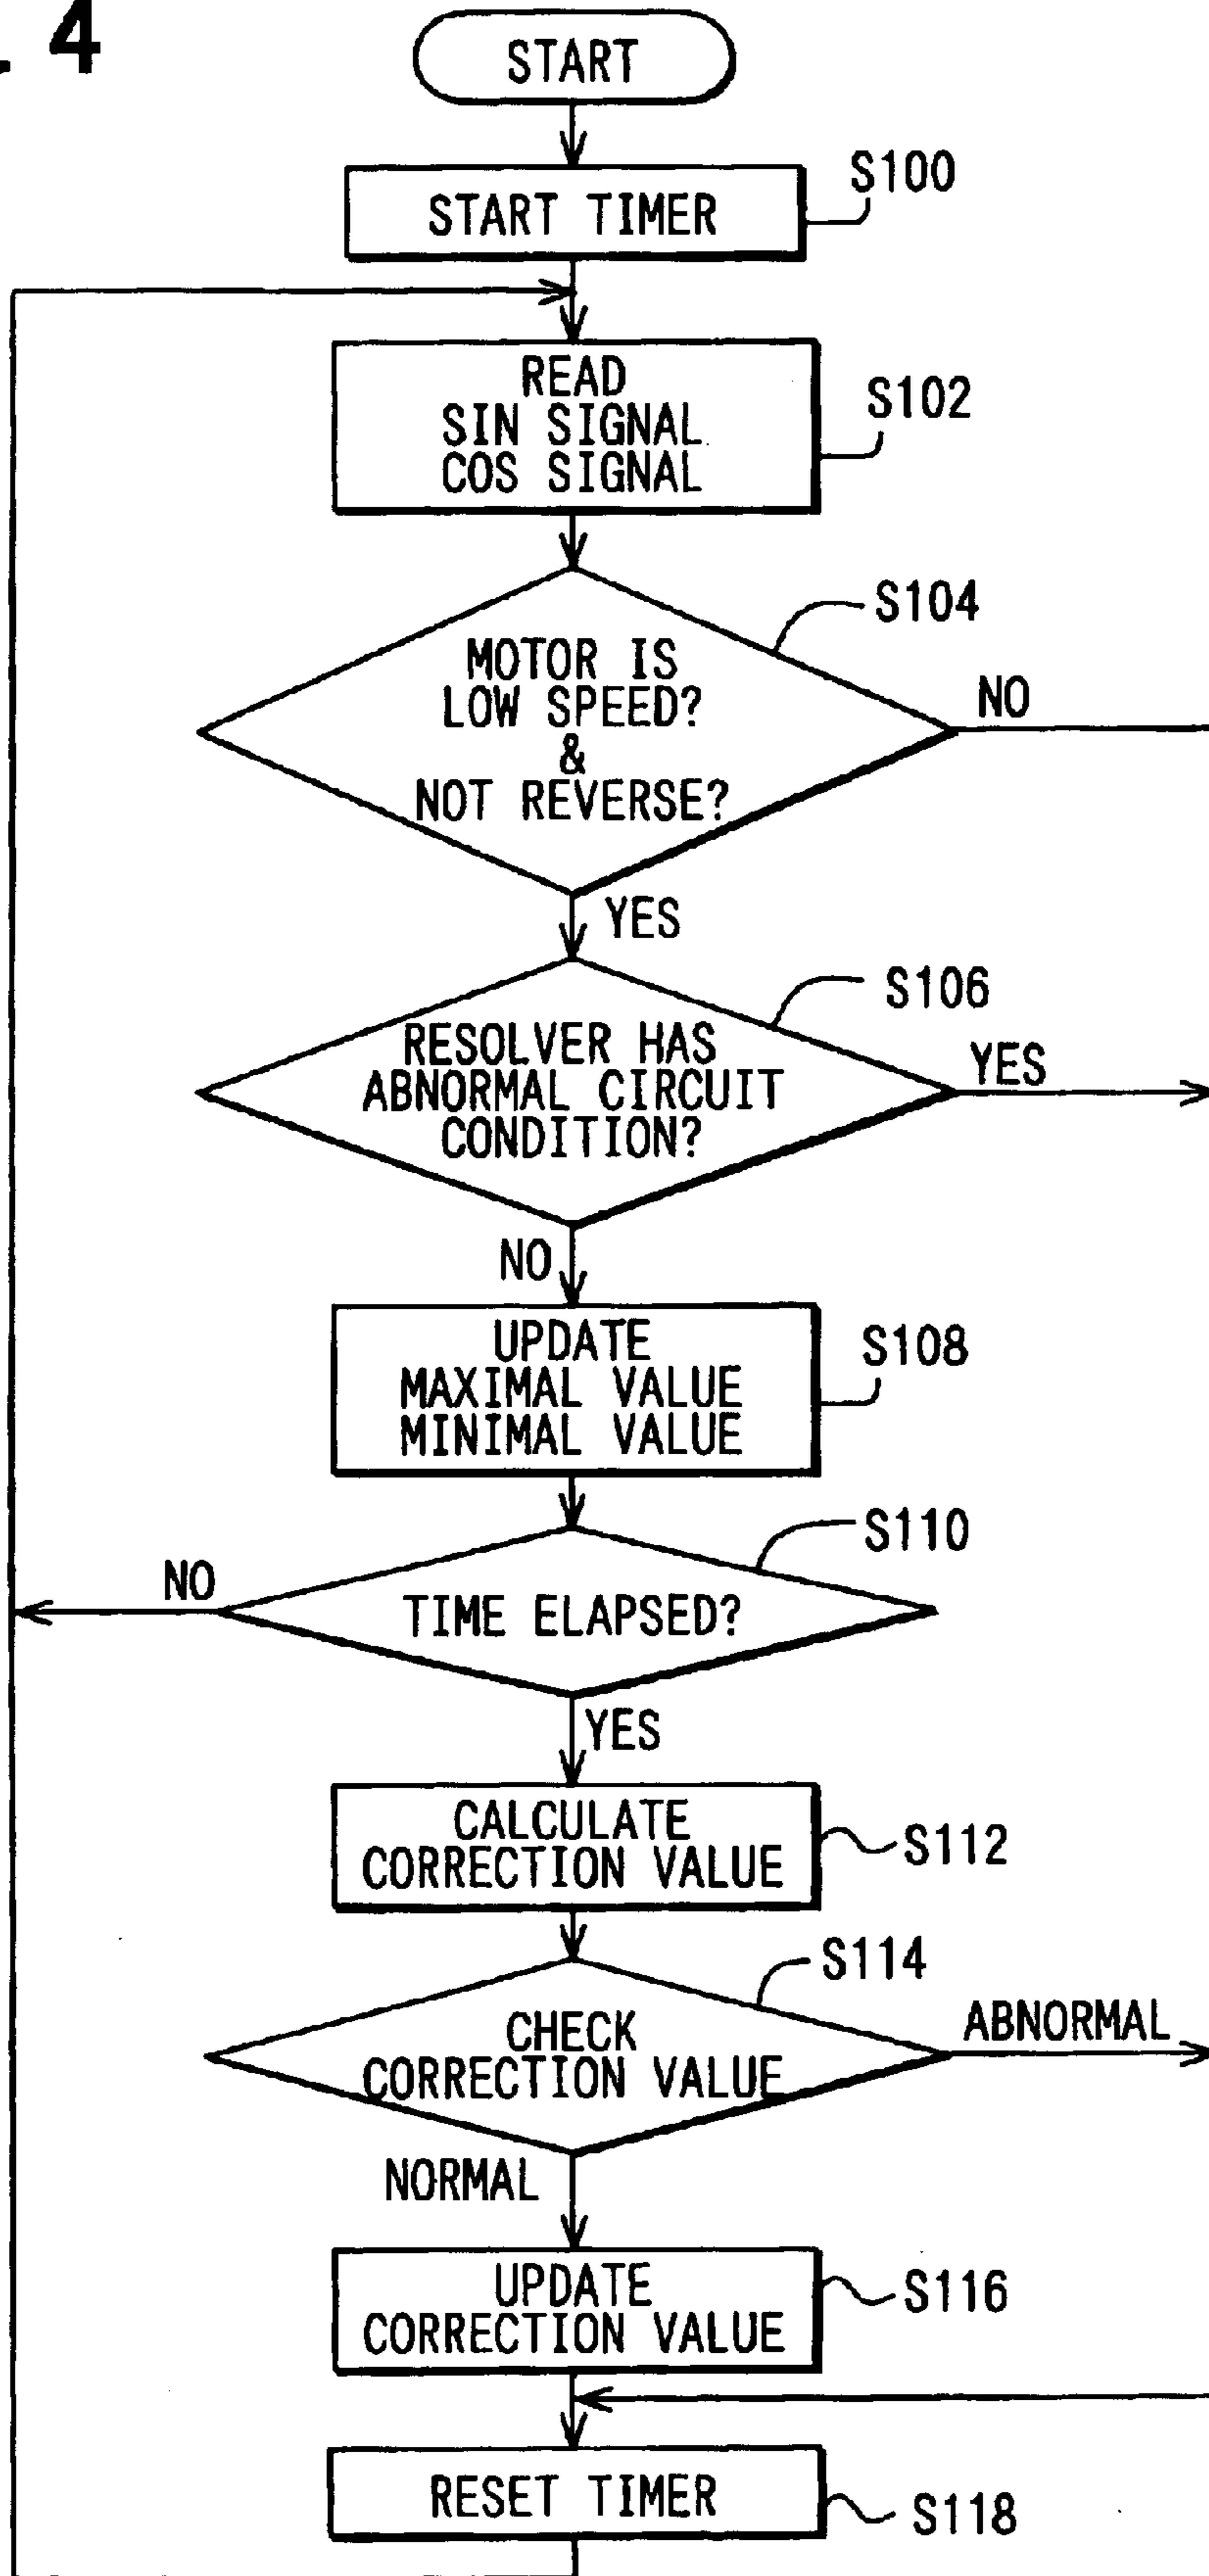 . 4
START
START TIMER
S100
READ
SIN SIGNAL
COS SIGNAL
S102
MOTOR IS
LOW SPEED?
&
NOT REVERSE?
S104
NO
YES
RESOLVER HAS
ABNORMAL CIRCUIT
CONDITION?
S106
YES
NO
UPDATE
MAXIMAL VALUE
MINIMAL VALUE
S108
TIME ELAPSED?
S110
NO
YES
CALCULATE
CORRECTION VALUE
S112
CHECK
CORRECTION VALUE
S114
ABNORMAL
NORMAL
UPDATE
CORRECTION VALUE
S116
RESET TIMER
S118